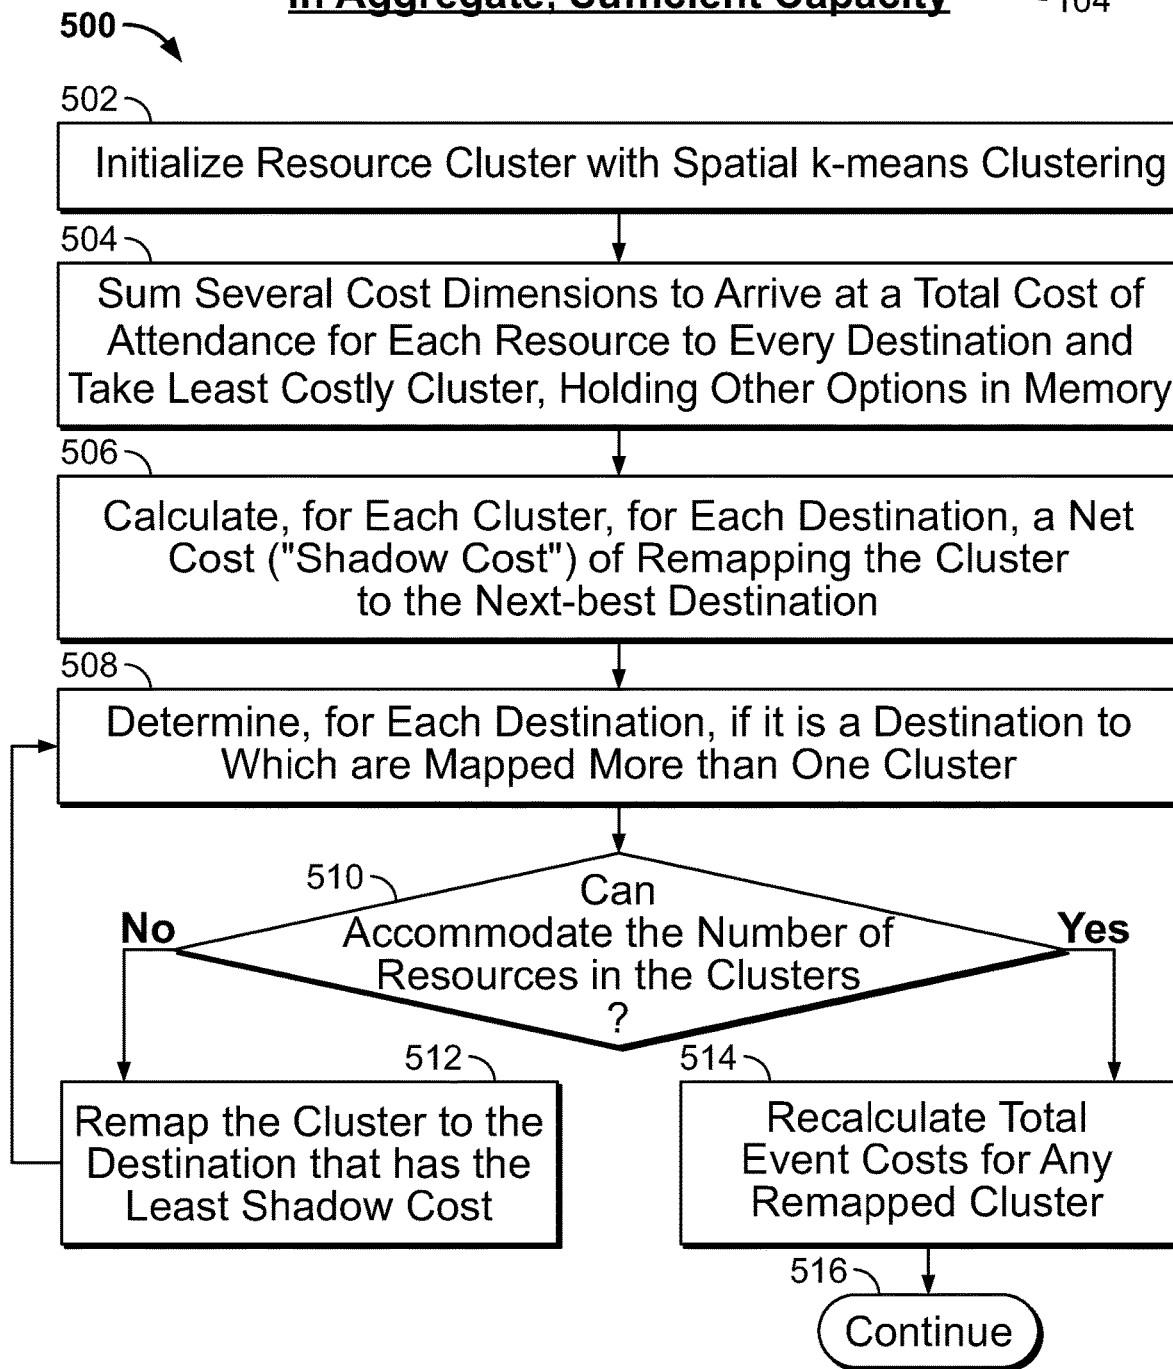 In Aggregate, Sufficient Capacity 104
500
502
Initialize Resource Cluster with Spatial k-means Clustering
504
Sum Several Cost Dimensions to Arrive at a Total Cost of
Attendance for Each Resource to Every Destination and
Take Least Costly Cluster, Holding Other Options in Memory
506
Calculate, for Each Cluster, for Each Destination, a Net
Cost ("Shadow Cost") of Remapping the Cluster
to the Next-best Destination
508
Determine, for Each Destination, if it is a Destination to
Which are Mapped More than One Cluster
510
Can
Accommodate the Number of
Resources in the Clusters
?
No
Yes
512
Remap the Cluster to the
Destination that has the
Least Shadow Cost
514
Recalculate Total
Event Costs for Any
Remapped Cluster
516
Continue